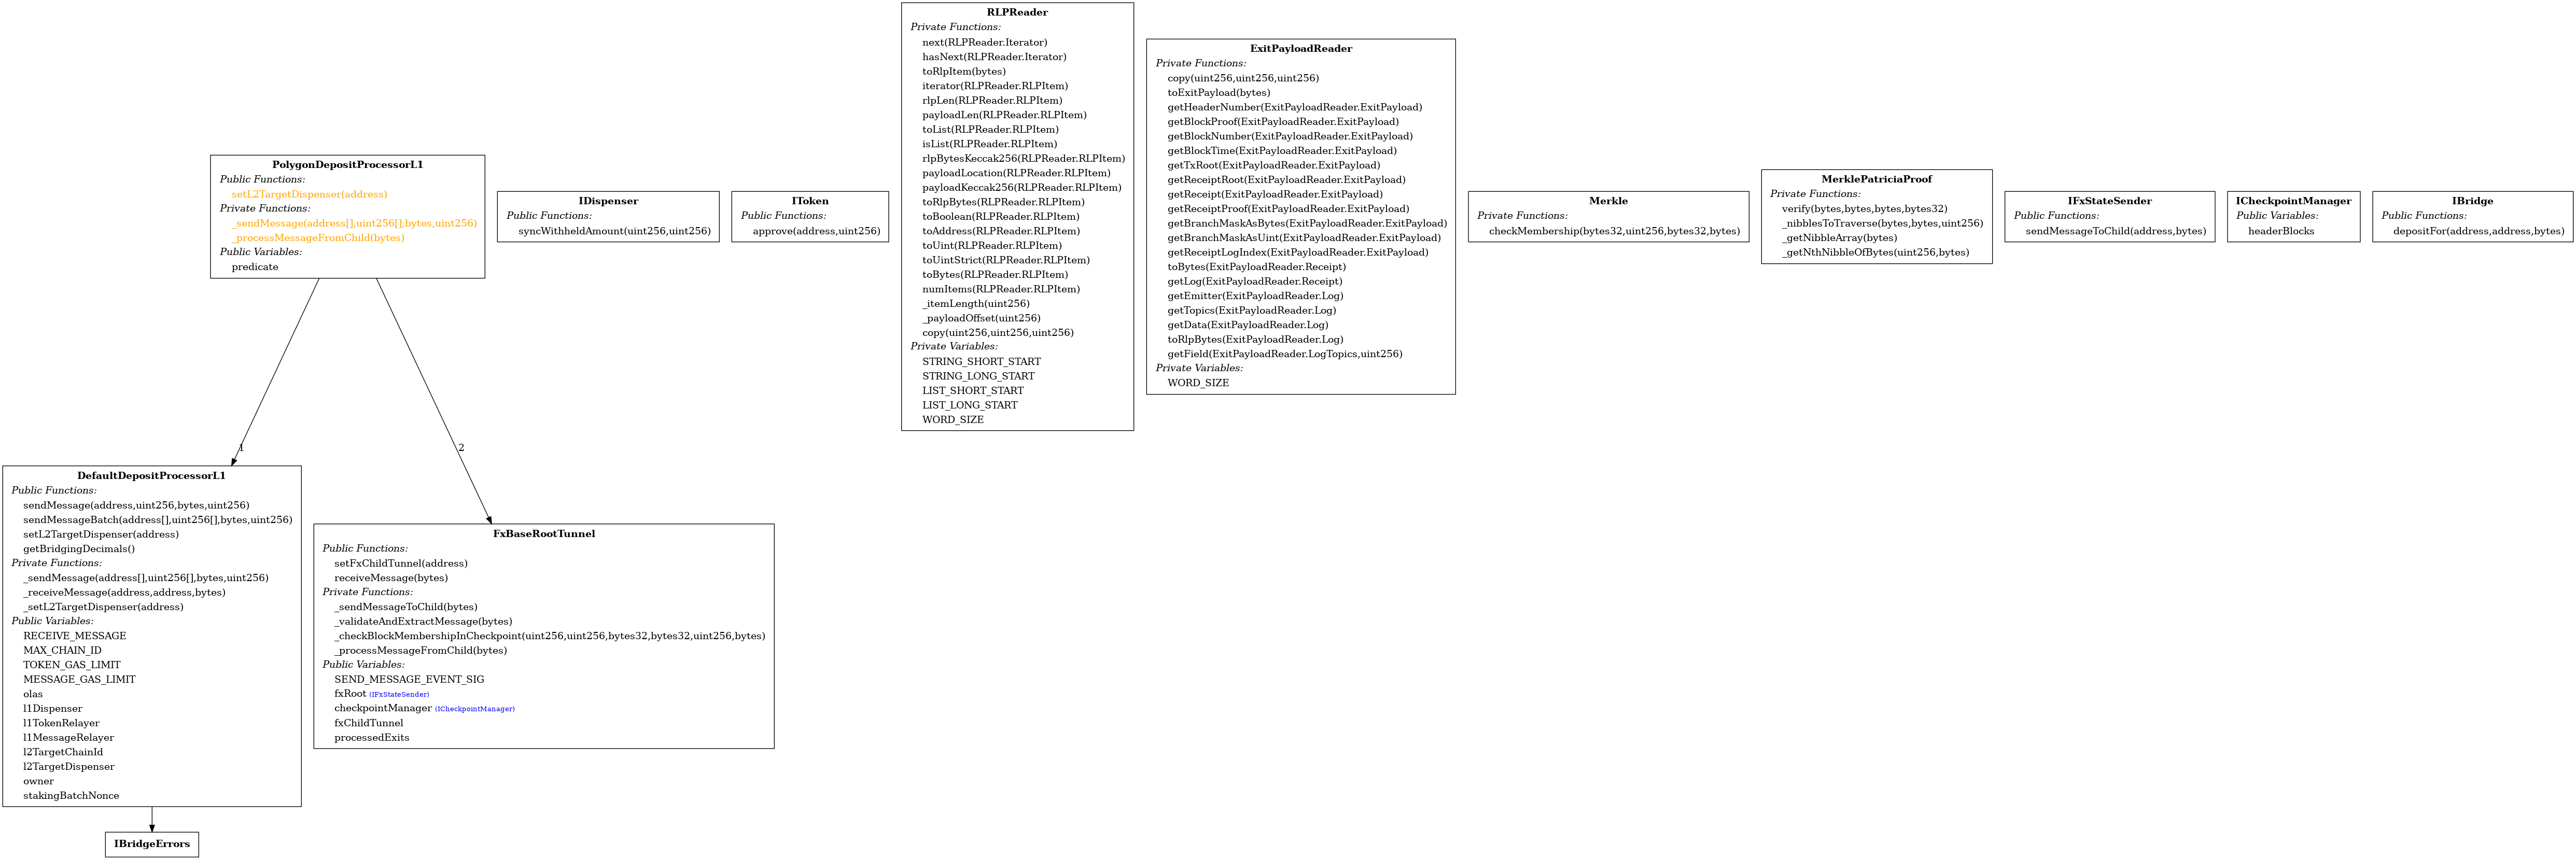 PolygonDepositProcessorL1
Public Functions:
setL2TargetDispenser(address)
Private Functions:
_sendMessage(address[],uint256[],bytes,uint256)
_processMessageFromChild(bytes)
Public Variables:
predicate
IDispenser
Public Functions:
syncWithheldAmount(uint256,uint256)
IToken
Public Functions:
approve(address,uint256)
RLPReader
Private Functions:
next(RLPReader.Iterator)
hasNext(RLPReader.Iterator)
toRlpItem(bytes)
iterator(RLPReader.RLPItem)
rlpLen(RLPReader.RLPItem)
payloadLen(RLPReader.RLPItem)
toList(RLPReader.RLPItem)
isList(RLPReader.RLPItem)
rlpBytesKeccak256(RLPReader.RLPItem)
payloadLocation(RLPReader.RLPItem)
payloadKeccak256(RLPReader.RLPItem)
toRlpBytes(RLPReader.RLPItem)
toBoolean(RLPReader.RLPItem)
toAddress(RLPReader.RLPItem)
toUint(RLPReader.RLPItem)
toUintStrict(RLPReader.RLPItem)
toBytes(RLPReader.RLPItem)
numItems(RLPReader.RLPItem)
_itemLength(uint256)
_payloadOffset(uint256)
copy(uint256,uint256,uint256)
Private Variables:
STRING_SHORT_START
STRING_LONG_START
LIST_SHORT_START
LIST_LONG_START
WORD_SIZE
ExitPayloadReader
Private Functions:
copy(uint256,uint256,uint256)
toExitPayload(bytes)
getHeaderNumber(ExitPayloadReader.ExitPayload)
getBlockProof(ExitPayloadReader.ExitPayload)
getBlockNumber(ExitPayloadReader.ExitPayload)
getBlockTime(ExitPayloadReader.ExitPayload)
getTxRoot(ExitPayloadReader.ExitPayload)
getReceiptRoot(ExitPayloadReader.ExitPayload)
getReceipt(ExitPayloadReader.ExitPayload)
getReceiptProof(ExitPayloadReader.ExitPayload)
getBranchMaskAsBytes(ExitPayloadReader.ExitPayload)
getBranchMaskAsUint(ExitPayloadReader.ExitPayload)
getReceiptLogIndex(ExitPayloadReader.ExitPayload)
toBytes(ExitPayloadReader.Receipt)
getLog(ExitPayloadReader.Receipt)
getEmitter(ExitPayloadReader.Log)
getTopics(ExitPayloadReader.Log)
getData(ExitPayloadReader.Log)
toRlpBytes(ExitPayloadReader.Log)
getField(ExitPayloadReader.LogTopics,uint256)
Private Variables:
WORD_SIZE
Merkle
Private Functions:
checkMembership(bytes32,uint256,bytes32,bytes)
MerklePatriciaProof
Private Functions:
verify(bytes,bytes,bytes,bytes32)
_nibblesToTraverse(bytes,bytes,uint256)
_getNibbleArray(bytes)
_getNthNibbleOfBytes(uint256,bytes)
IFxStateSender
Public Functions:
sendMessageToChild(address,bytes)
ICheckpointManager
Public Variables:
headerBlocks
IBridge
Public Functions:
depositFor(address,address,bytes)
1
2
DefaultDepositProcessorL1
Public Functions:
sendMessage(address,uint256,bytes,uint256)
sendMessageBatch(address[],uint256[],bytes,uint256)
setL2TargetDispenser(address)
getBridgingDecimals()
Private Functions:
_sendMessage(address[],uint256[],bytes,uint256)
_receiveMessage(address,address,bytes)
_setL2TargetDispenser(address)
Public Variables:
RECEIVE_MESSAGE
MAX_CHAIN_ID
TOKEN_GAS_LIMIT
MESSAGE_GAS_LIMIT
olas
l1Dispenser
l1TokenRelayer
l1MessageRelayer
l2TargetChainId
l2TargetDispenser
owner
stakingBatchNonce
FxBaseRootTunnel
Public Functions:
setFxChildTunnel(address)
receiveMessage(bytes)
Private Functions:
_sendMessageToChild(bytes)
_validateAndExtractMessage(bytes)
_checkBlockMembershipInCheckpoint(uint256,uint256,bytes32,bytes32,uint256,bytes)
_processMessageFromChild(bytes)
Public Variables:
SEND_MESSAGE_EVENT_SIG
fxRoot (IFxStateSender)
checkpointManager (ICheckpointManager)
fxChildTunnel
processedExits
IBridgeErrors